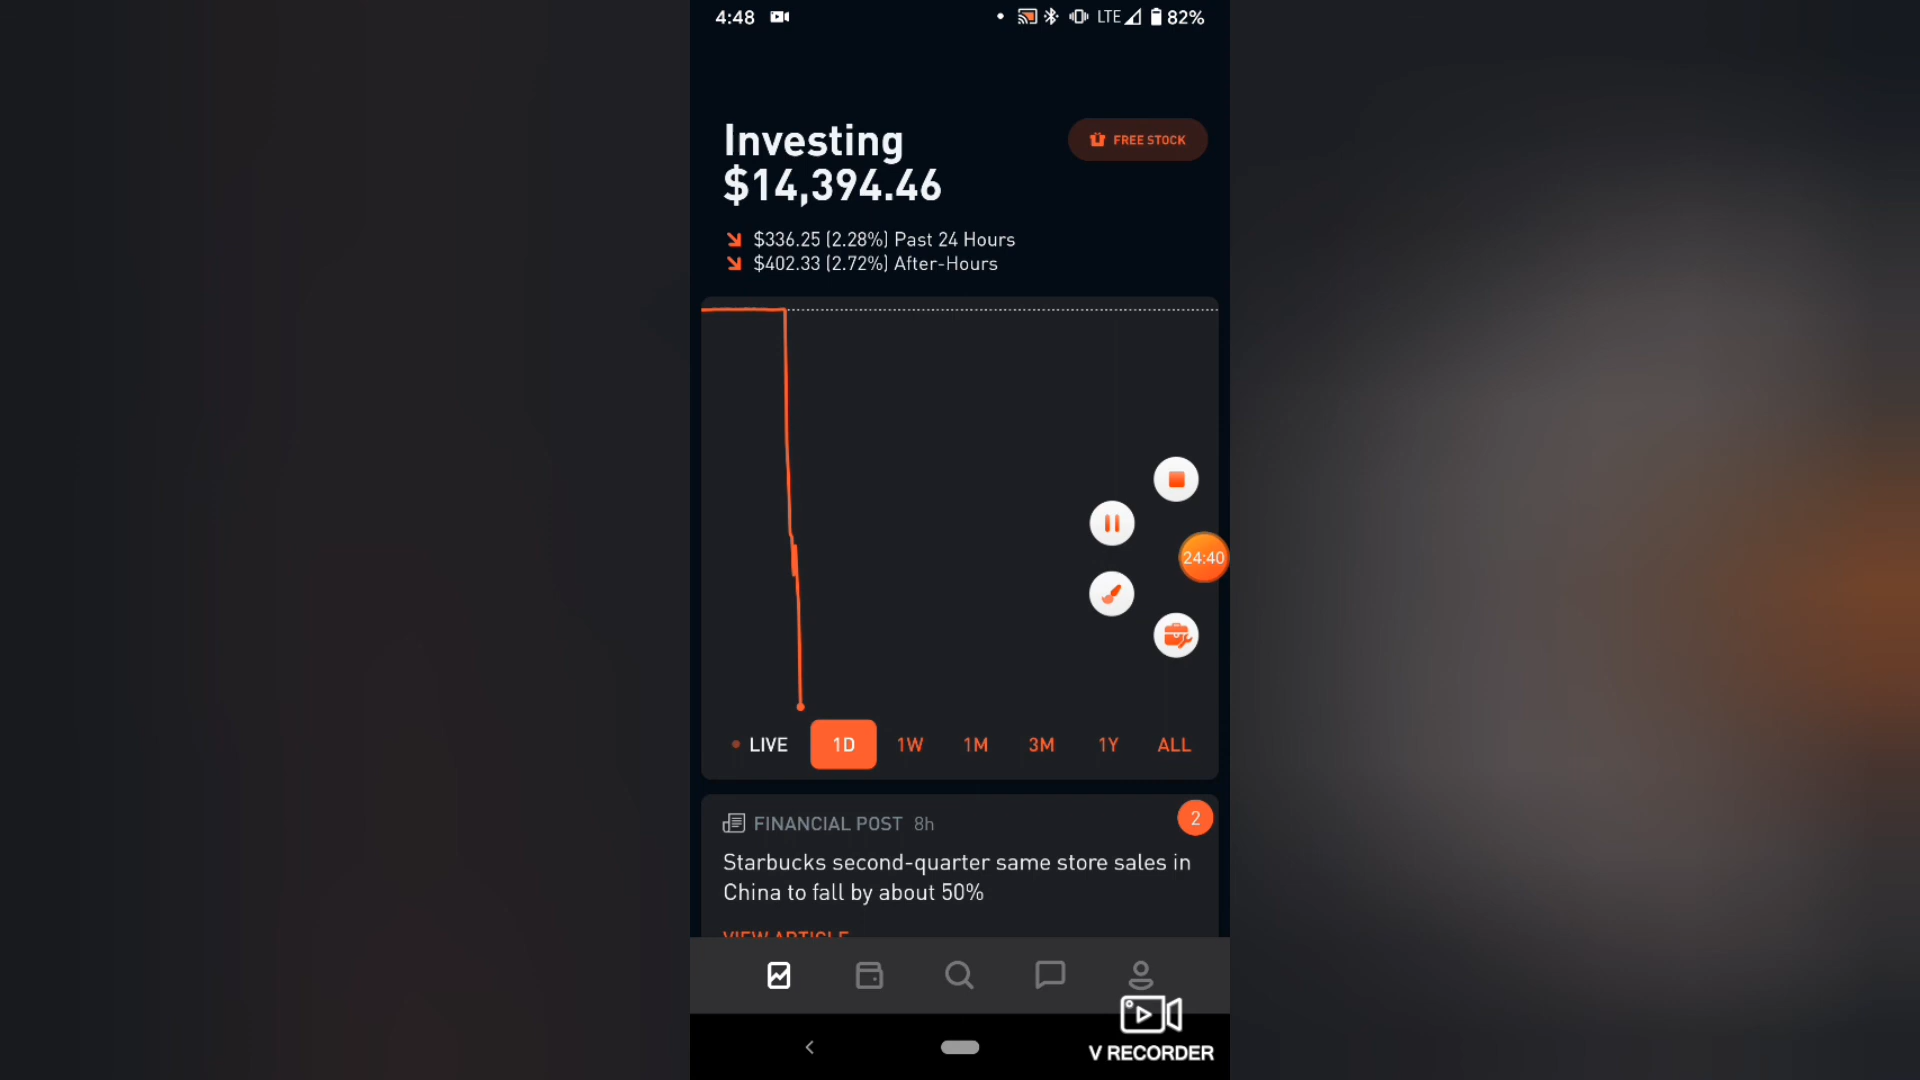 4:48 LTE 82%
Investing
$14,394.46
FREE STOCK
$336.25 (2.28%) Past 24 Hours
$402.33 (2.72%) After-Hours
24:40
LIVE 1D 1W 1M 3M 1Y ALL
FINANCIAL POST 8h
2
Starbucks second-quarter same store sales in
China to fall by about 50%
VIEW ARTICLE
V RECORDER